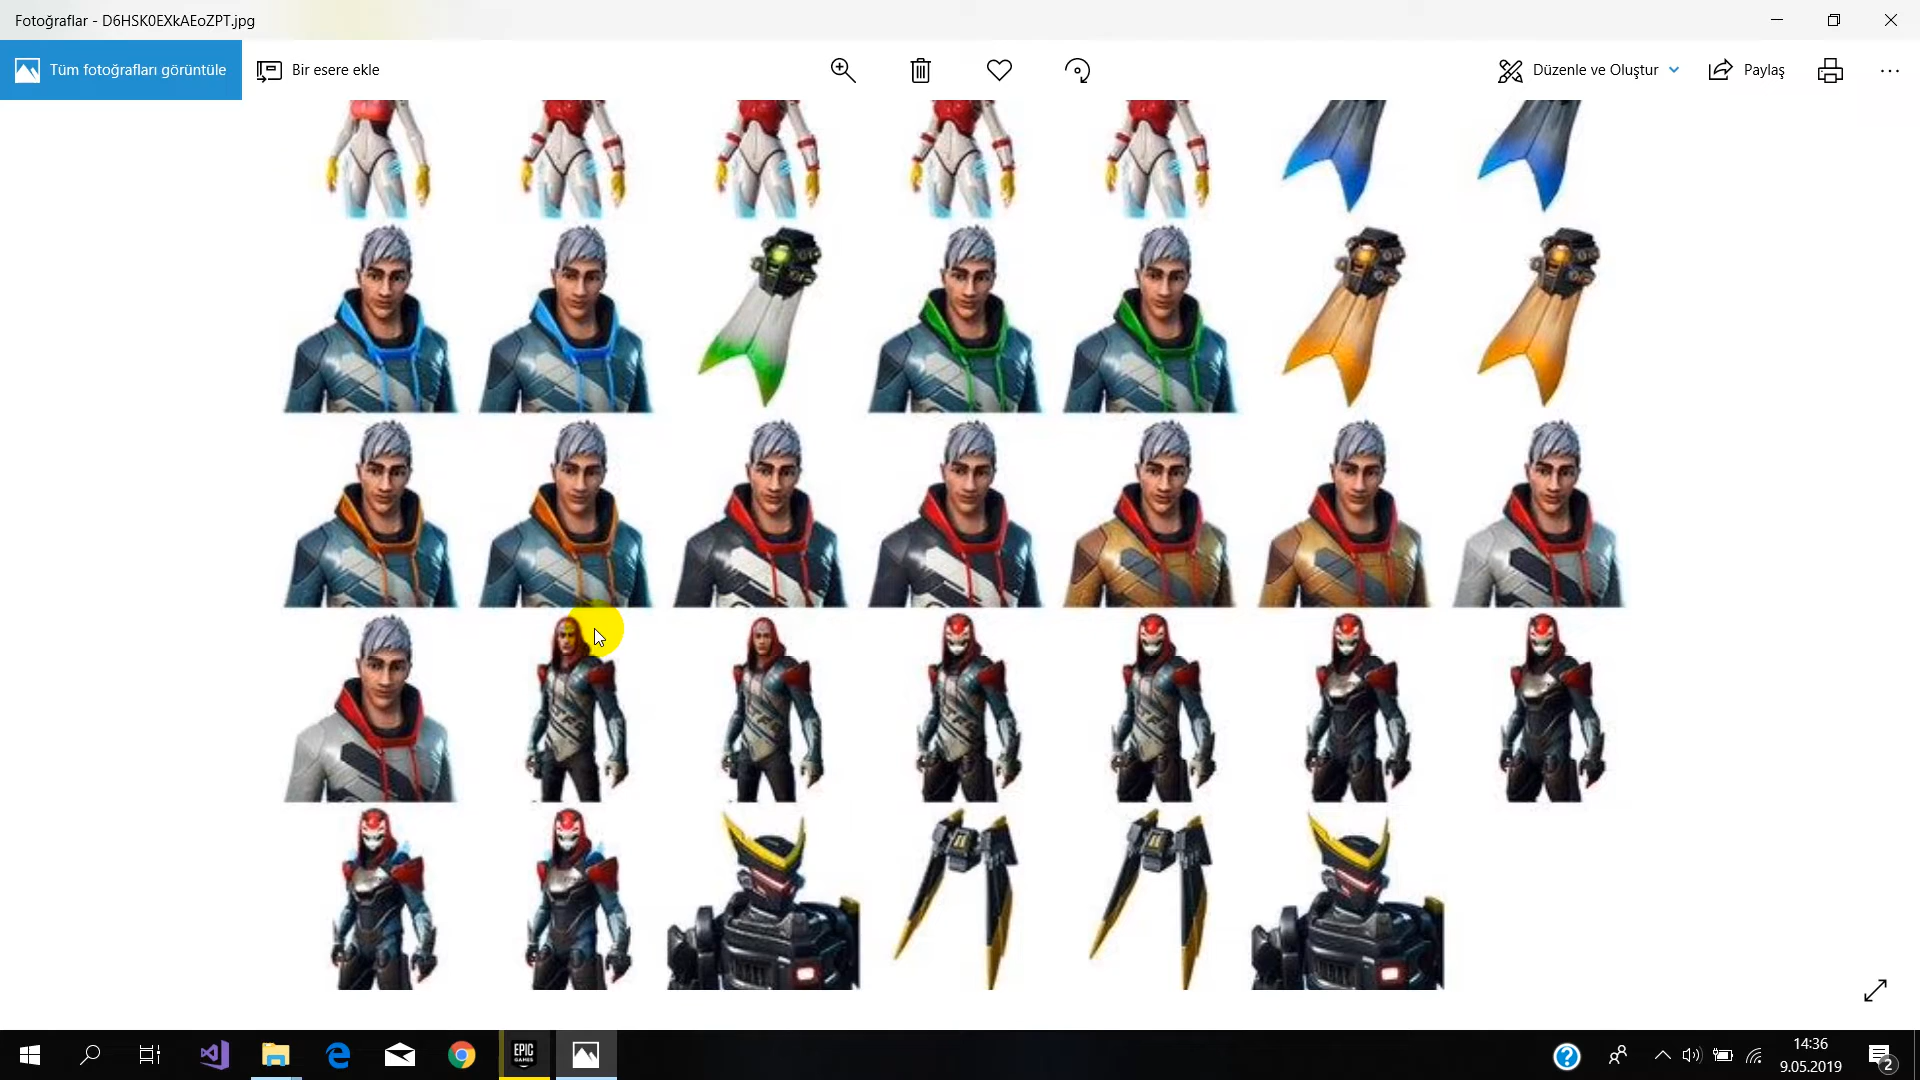 Fotoğraflar - D6HSK0EXkAEoZPT.jpg
Tüm fotoğrafları görüntüle
Bir esere ekle
Düzenle ve Oluştur
Paylaş
EPIC
GAMES
14:36
9.05.2019
2